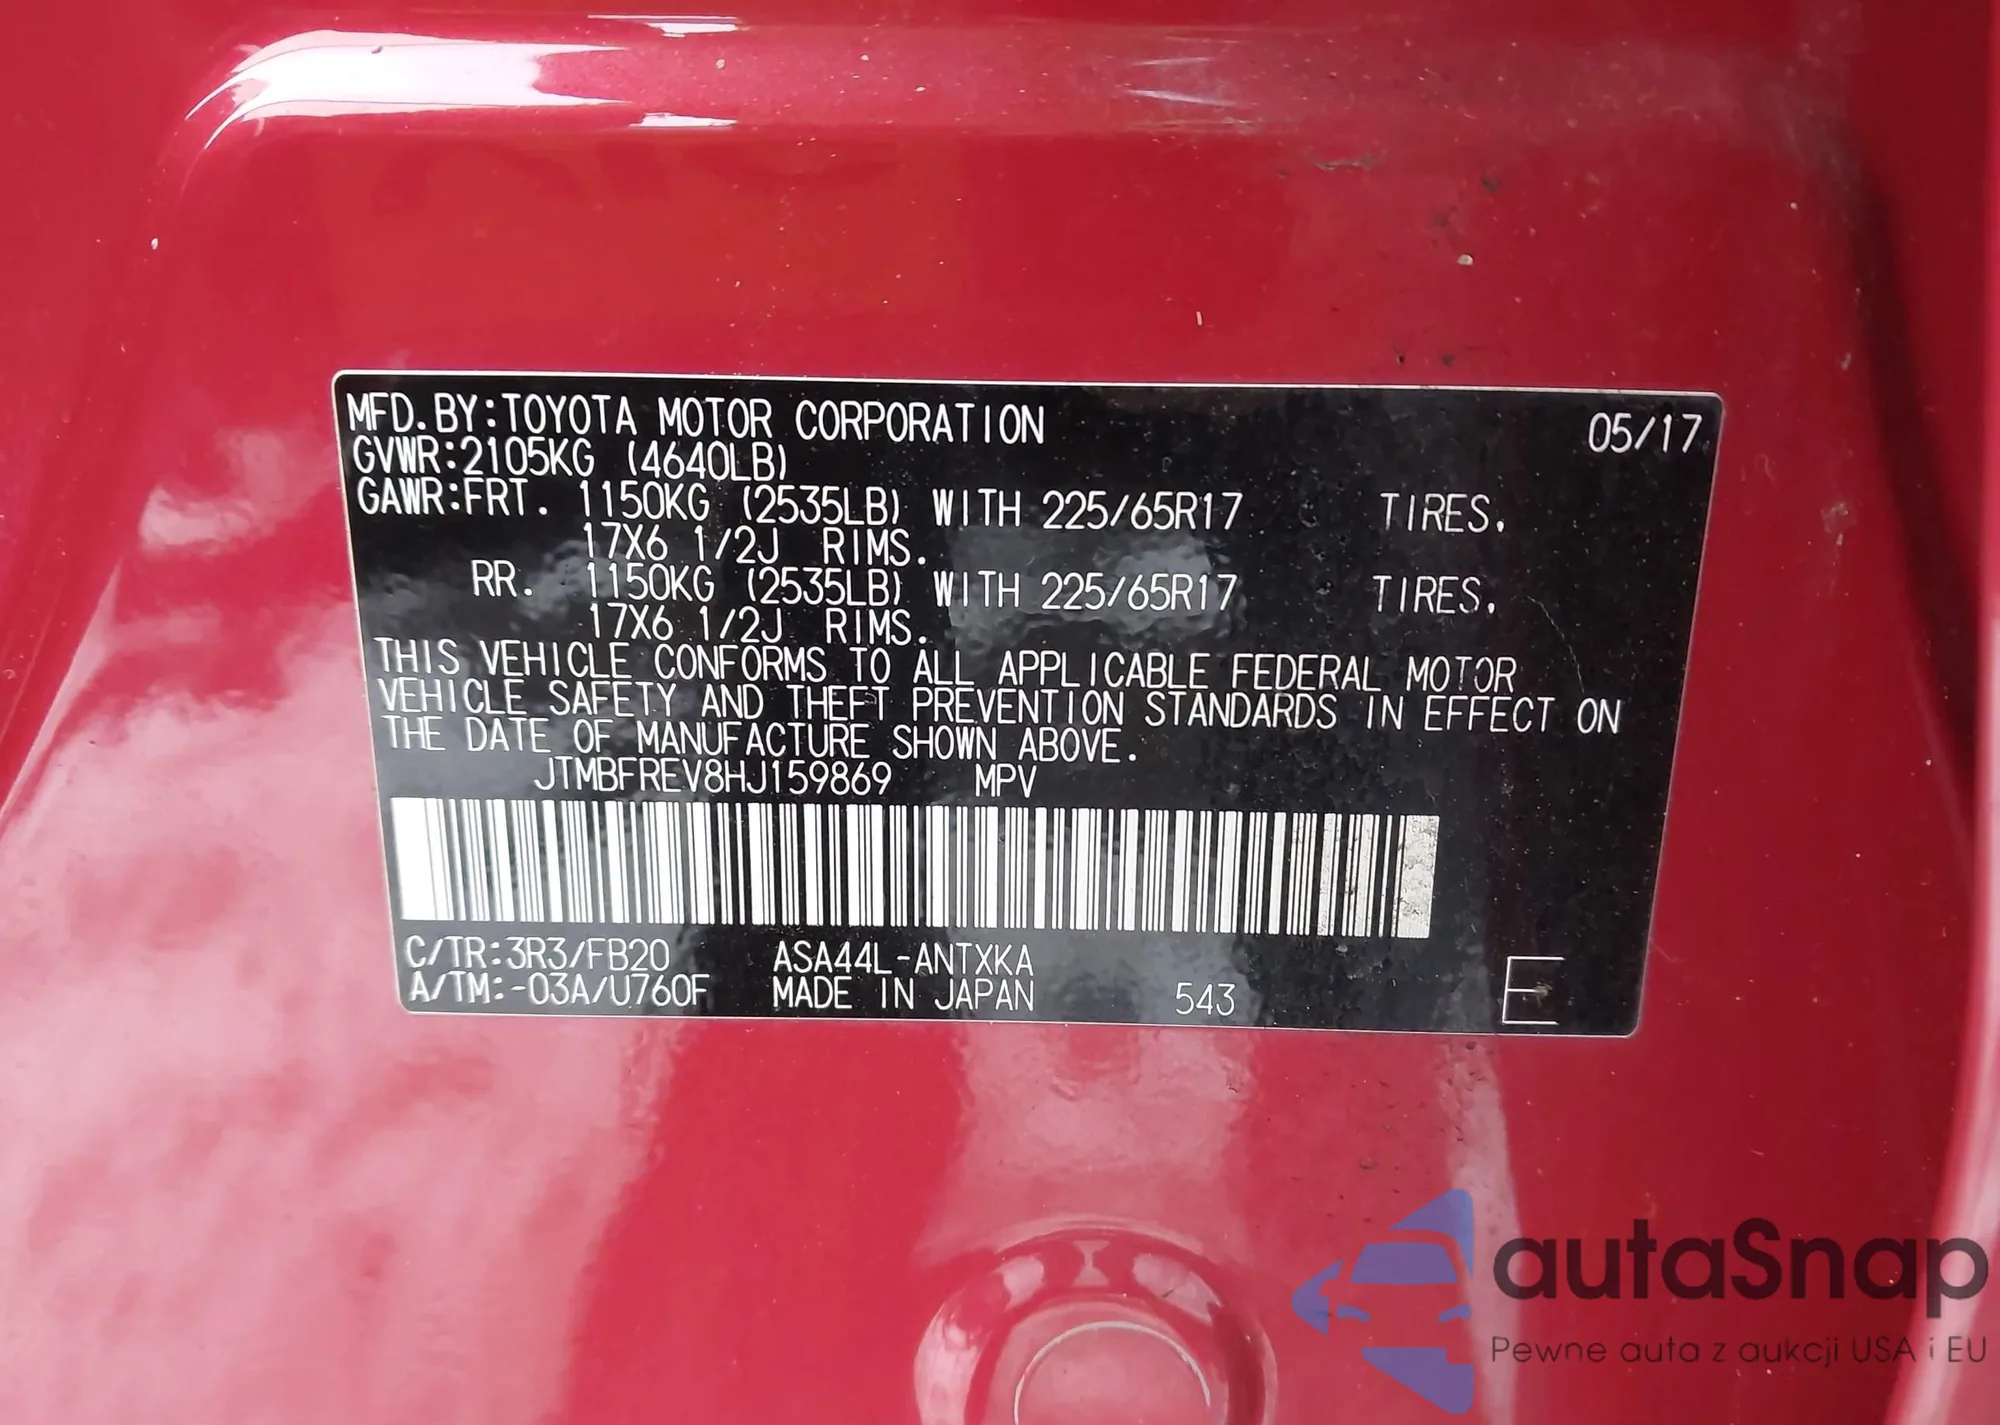 MFD. BY:TOYOTA MOTOR CORPORATION 05/17
GVWR:2105KG (4640LB)
GAWR:FRT. 1150KG (2535LB) WITH 225/65R17 TIRES,
17X6 1/2J RIMS.
RR. 1150KG (2535LB) WITH 225/65R17 TIRES,
17X6 1/2J RIMS.
THIS VEHICLE CONFORMS TO ALL APPLICABLE FEDERAL MOTOR
VEHICLE SAFETY AND THEFT PREVENTION STANDARDS IN EFFECT ON
THE DATE OF MANUFACTURE SHOWN ABOVE.
JTMBFREV8HJ159869 MPV
C/TR:3R3/FB20 ASA44L-ANTXKA
A/TM:-03A/U760F MADE IN JAPAN 543 E
autaSnap
Pewne auta z aukcji USA i EU